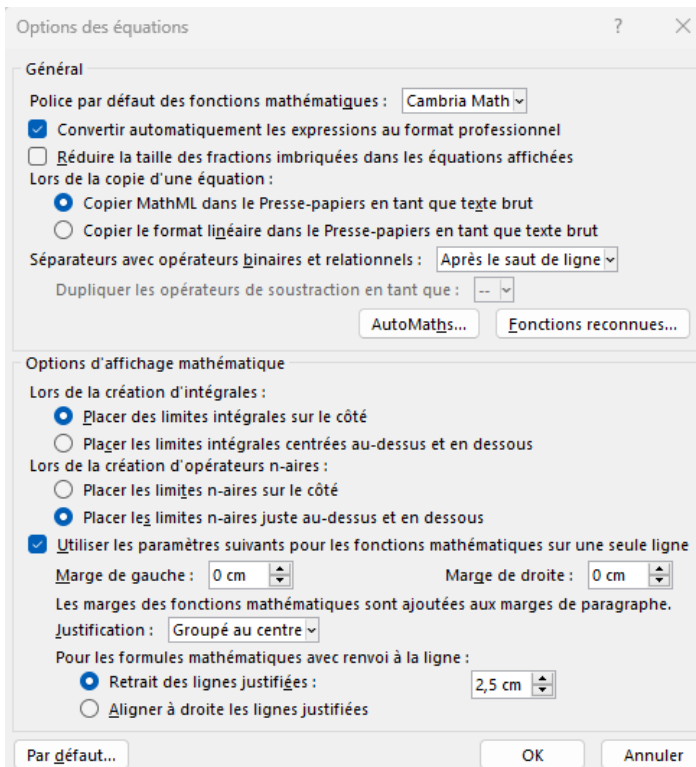 Options des équations ? ×
Général
Police par défaut des fonctions mathématiques : Cambria Math
Convertir automatiquement les expressions au format professionnel
Réduire la taille des fractions imbriquées dans les équations affichées
Lors de la copie d'une équation :
Copier MathML dans le Presse-papiers en tant que texte brut
Copier le format linéaire dans le Presse-papiers en tant que texte brut
Séparateurs avec opérateurs binaires et relationnels : Après le saut de ligne
Dupliquer les opérateurs de soustraction en tant que : --
AutoMaths... Fonctions reconnues...
Options d'affichage mathématique
Lors de la création d'intégrales :
Placer des limites intégrales sur le côté
Placer les limites intégrales centrées au-dessus et en dessous
Lors de la création d'opérateurs n-aires :
Placer les limites n-aires sur le côté
Placer les limites n-aires juste au-dessus et en dessous
Utiliser les paramètres suivants pour les fonctions mathématiques sur une seule ligne
Marge de gauche : 0 cm Marge de droite : 0 cm
Les marges des fonctions mathématiques sont ajoutées aux marges de paragraphe.
Justification : Groupé au centre
Pour les formules mathématiques avec renvoi à la ligne :
Retrait des lignes justifiées : 2,5 cm
Aligner à droite les lignes justifiées
Par défaut... OK Annuler